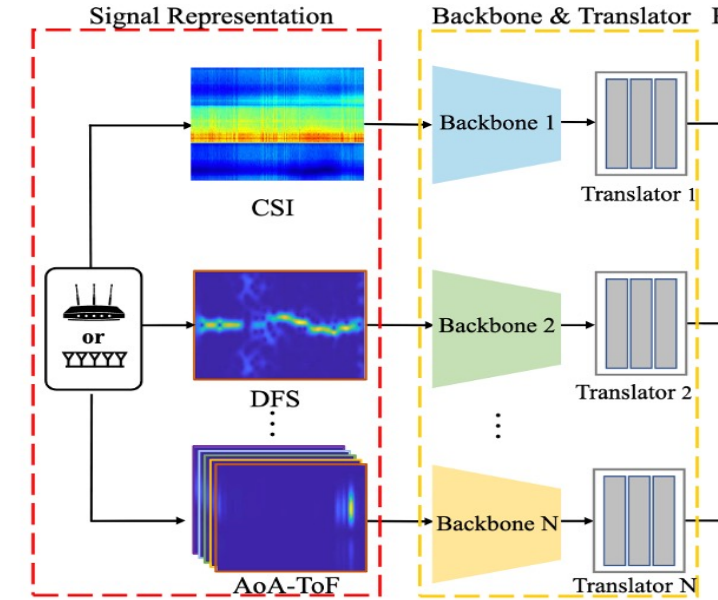 Signal Representation
Backbone & Translator
CSI
Backbone 1
Translator 1
or
DFS
Backbone 2
Translator 2
⋮
⋮
AoA-ToF
Backbone N
Translator N